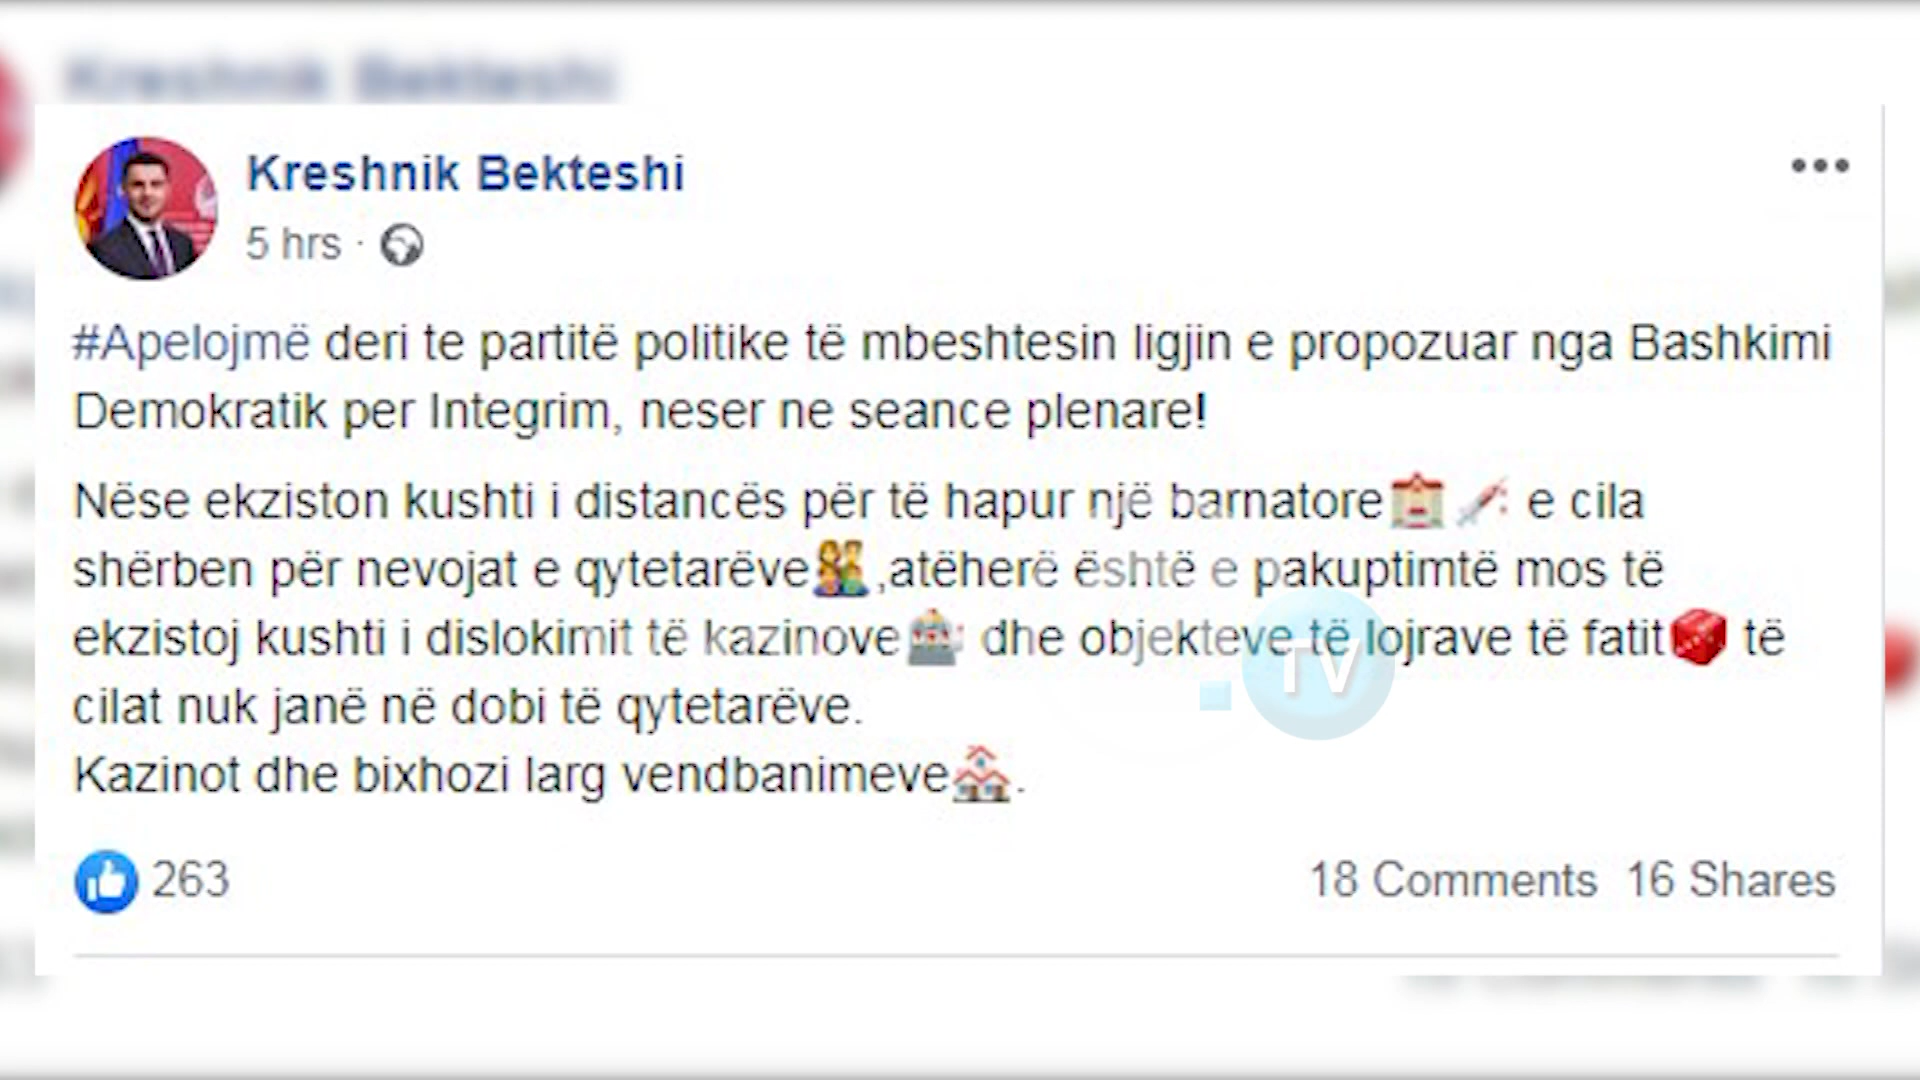 Kreshnik Bekteshi
Kreshnik Bekteshi
5 hrs ·
#Apelojmë deri te partitë politike të mbeshtesin ligjin e propozuar nga Bashkimi
Demokratik per Integrim, neser ne seance plenare!
Nëse ekziston kushti i distancës për të hapur një barnatore e cila
shërben për nevojat e qytetarëve ,atëherë është e pakuptimtë mos të
ekzistoj kushti i dislokimit të kazinove dhe objekteve të lojrave të fatit të
cilat nuk janë në dobi të qytetarëve.
Kazinot dhe bixhozi larg vendbanimeve .
TV
263
18 Comments 16 Shares